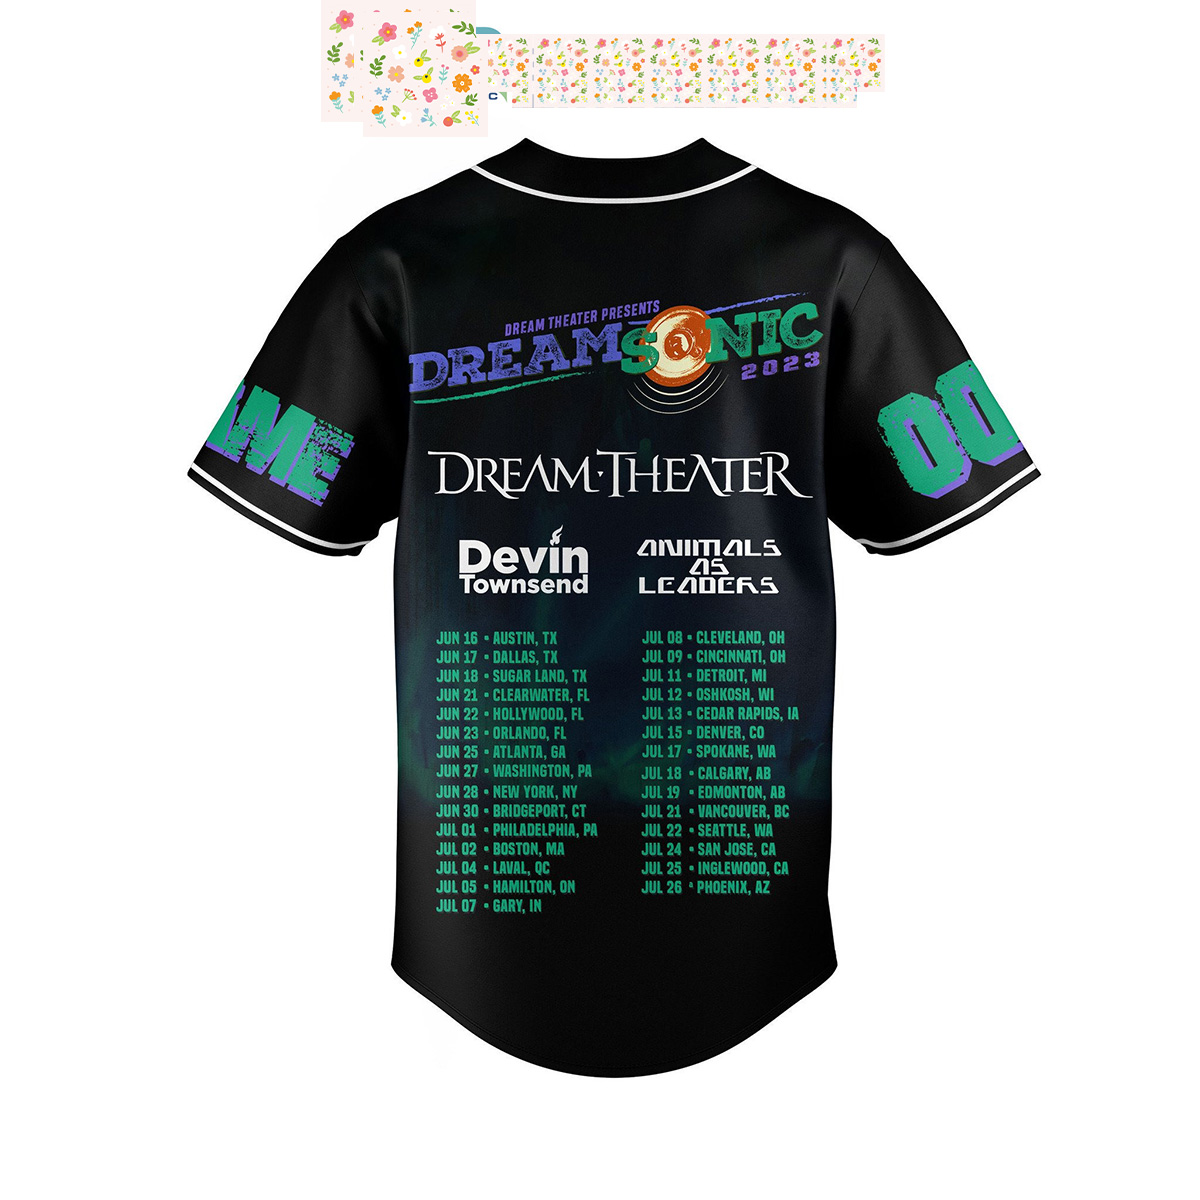 C
DREAM THEATER PRESENTS
DREAMSONIC
2023
AME
00
DREAM·THEATER
Devin
Townsend
ANIMALS
AS
LEADERS
JUN 16 • AUSTIN, TX
JUN 17 • DALLAS, TX
JUN 18 • SUGAR LAND, TX
JUN 21 • CLEARWATER, FL
JUN 22 • HOLLYWOOD, FL
JUN 23 • ORLANDO, FL
JUN 25 • ATLANTA, GA
JUN 27 • WASHINGTON, PA
JUN 28 • NEW YORK, NY
JUN 30 • BRIDGEPORT, CT
JUL 01 • PHILADELPHIA, PA
JUL 02 • BOSTON, MA
JUL 04 • LAVAL, QC
JUL 05 • HAMILTON, ON
JUL 07 • GARY, IN
JUL 08 • CLEVELAND, OH
JUL 09 • CINCINNATI, OH
JUL 11 • DETROIT, MI
JUL 12 • OSHKOSH, WI
JUL 13 • CEDAR RAPIDS, IA
JUL 15 • DENVER, CO
JUL 17 • SPOKANE, WA
JUL 18 • CALGARY, AB
JUL 19 • EDMONTON, AB
JUL 21 • VANCOUVER, BC
JUL 22 • SEATTLE, WA
JUL 24 • SAN JOSE, CA
JUL 25 • INGLEWOOD, CA
JUL 26 • PHOENIX, AZ